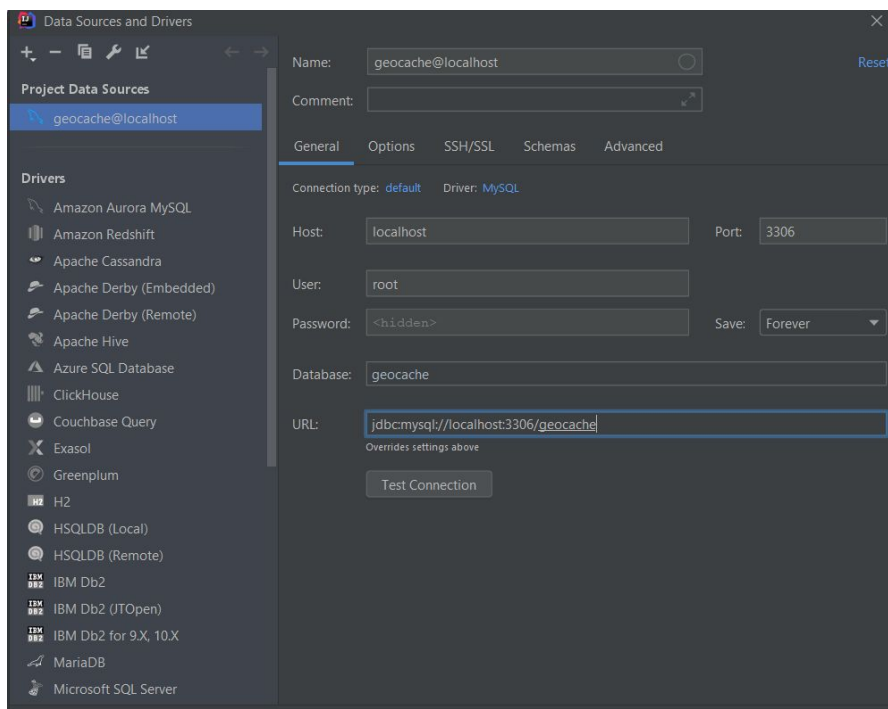 Data Sources and Drivers
Project Data Sources
geocache@localhost
Drivers
Amazon Aurora MySQL
Amazon Redshift
Apache Cassandra
Apache Derby (Embedded)
Apache Derby (Remote)
Apache Hive
Azure SQL Database
ClickHouse
Couchbase Query
Exasol
Greenplum
H2 H2
HSQLDB (Local)
HSQLDB (Remote)
IBM DB2 IBM Db2
IBM DB2 IBM Db2 (JTOpen)
IBM DB2 IBM Db2 for 9.X, 10.X
MariaDB
Microsoft SQL Server
Name: geocache@localhost Reset
Comment:
General Options SSH/SSL Schemas Advanced
Connection type: default Driver: MySQL
Host: localhost Port: 3306
User: root
Password: <hidden> Save: Forever
Database: geocache
URL: jdbc:mysql://localhost:3306/geocache
Overrides settings above
Test Connection